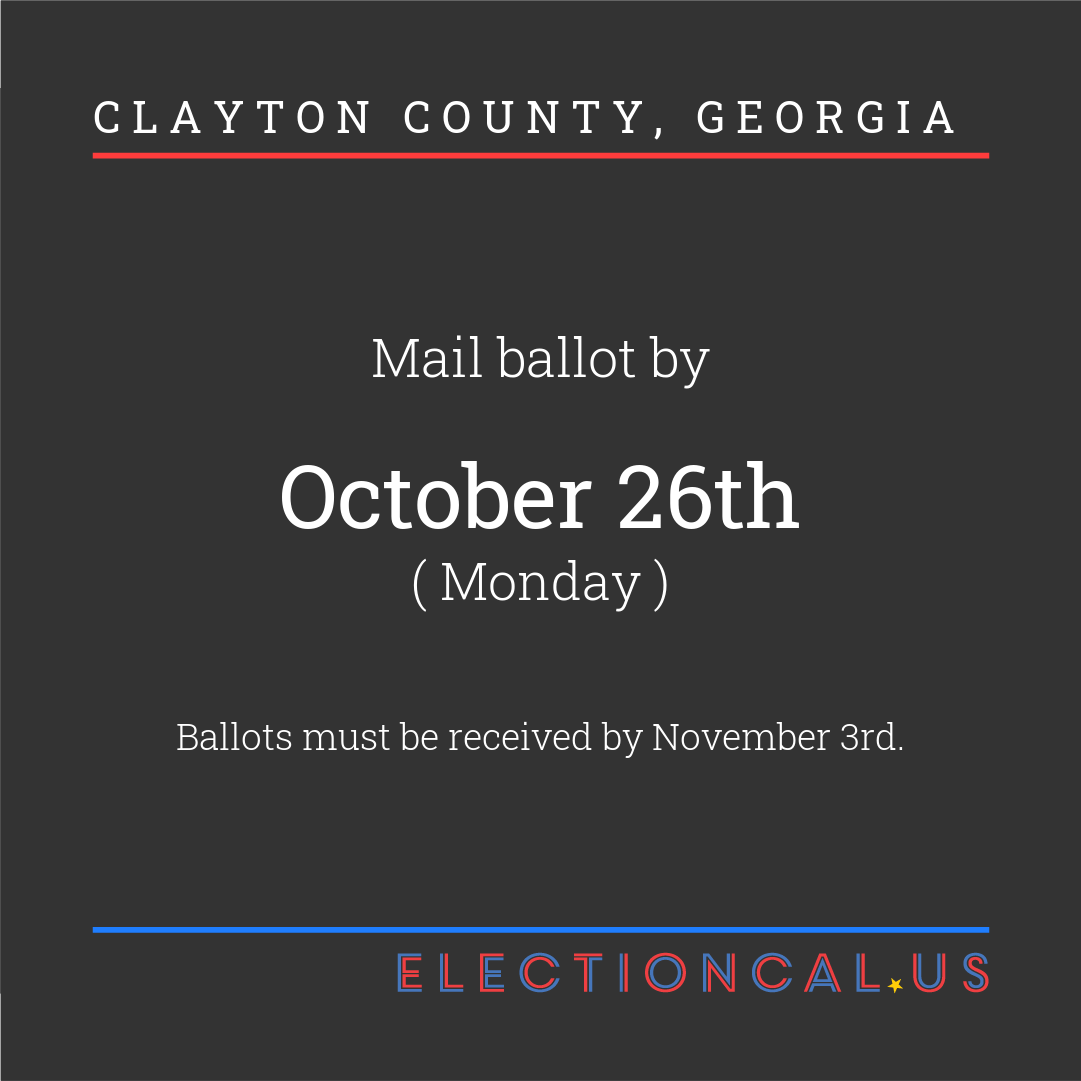 CLAYTON COUNTY, GEORGIA
Mail ballot by
October 26th
( Monday )
Ballots must be received by November 3rd.
ELECTIONCAL.US